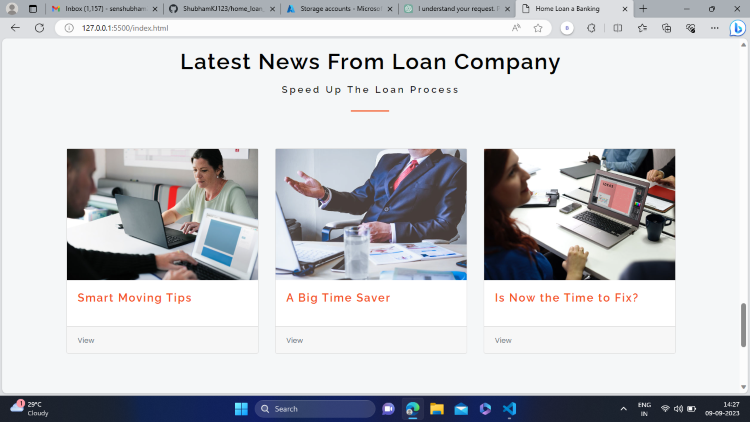 Inbox (1,157) - senshubham
ShubhamKJ123/home_loan
Storage accounts - Microsof
I understand your request. P
Home Loan a Banking
127.0.0.1:5500/index.html
Latest News From Loan Company
Speed Up The Loan Process
Smart Moving Tips
A Big Time Saver
Is Now the Time to Fix?
View
View
View
1
29°C
Cloudy
Search
ENG
IN
14:27
09-09-2023